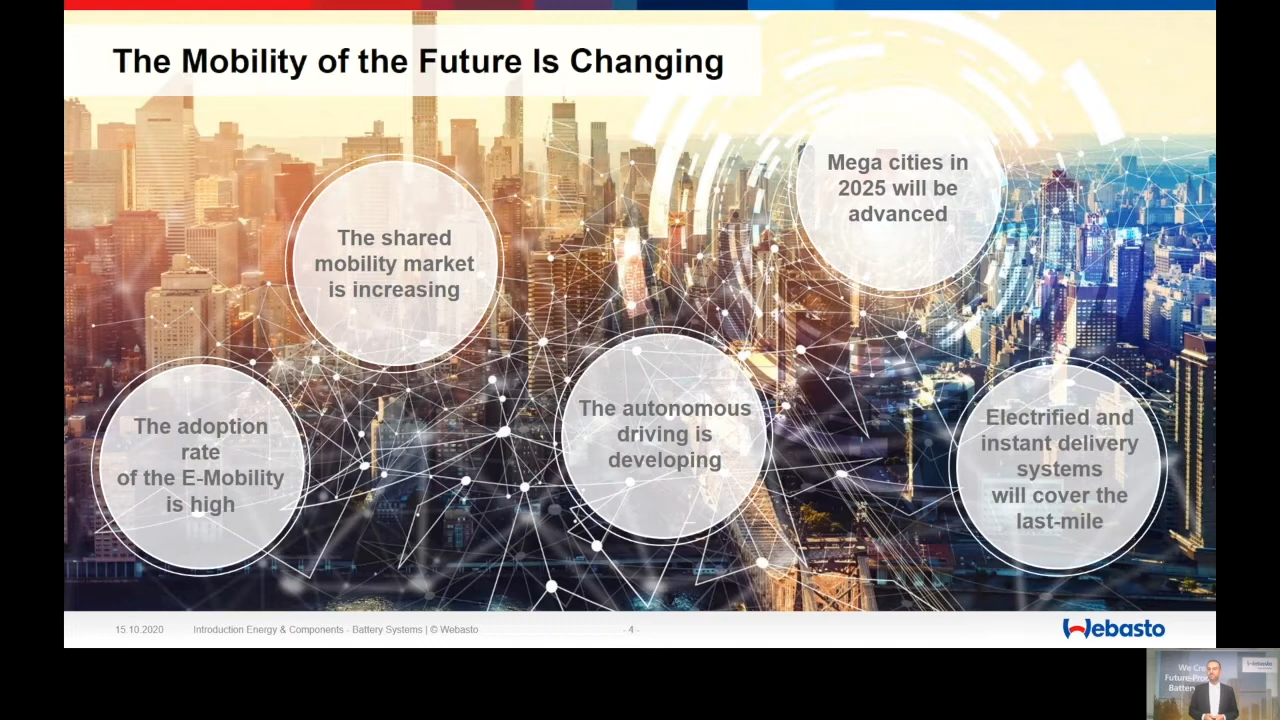 The Mobility of the Future Is Changing
Mega cities in
2025 will be
advanced
The shared
mobility market
is increasing
The autonomous
driving is
developing
The adoption
rate
of the E-Mobility
is high
Electrified and
instant delivery
systems
will cover the
last-mile
15.10.2020
Introduction Energy & Components - Battery Systems | © Webasto
- 4 -
Webasto
We
Webasto